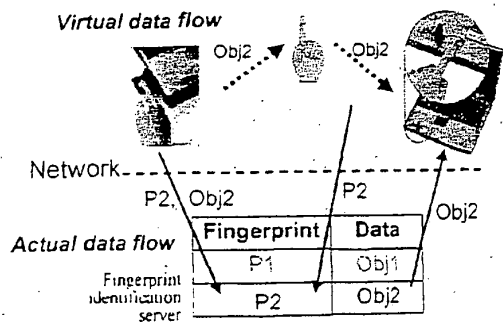 Virtual data flow
Obj2
Obj2
Network
P2, Obj2
P2
Obj2
Actual data flow
Fingerprint Data
P1 Obj1
Fingerprint
identification
server
P2 Obj2